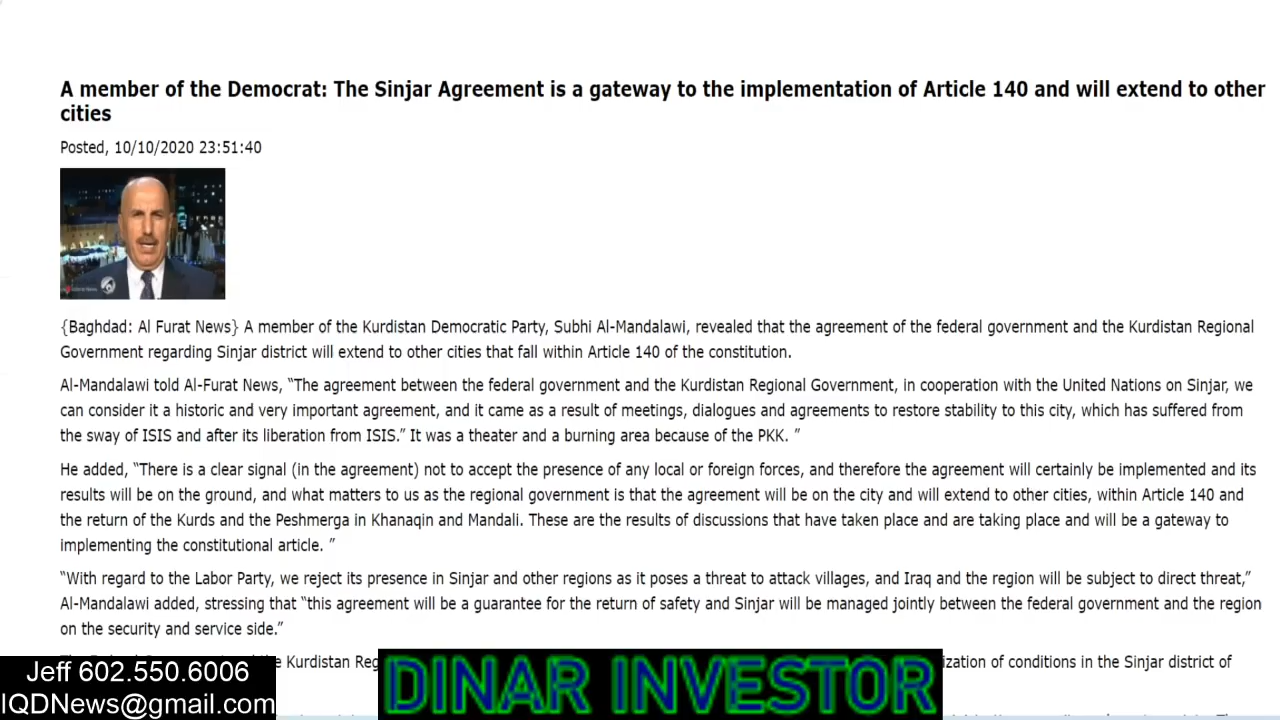 A member of the Democrat: The Sinjar Agreement is a gateway to the implementation of Article 140 and will extend to other
cities
Posted, 10/10/2020 23:51:40
{Baghdad: Al Furat News} A member of the Kurdistan Democratic Party, Subhi Al-Mandalawi, revealed that the agreement of the federal government and the Kurdistan Regional
Government regarding Sinjar district will extend to other cities that fall within Article 140 of the constitution.
Al-Mandalawi told Al-Furat News, “The agreement between the federal government and the Kurdistan Regional Government, in cooperation with the United Nations on Sinjar, we
can consider it a historic and very important agreement, and it came as a result of meetings, dialogues and agreements to restore stability to this city, which has suffered from
the sway of ISIS and after its liberation from ISIS.” It was a theater and a burning area because of the PKK. ”
He added, “There is a clear signal (in the agreement) not to accept the presence of any local or foreign forces, and therefore the agreement will certainly be implemented and its
results will be on the ground, and what matters to us as the regional government is that the agreement will be on the city and will extend to other cities, within Article 140 and
the return of the Kurds and the Peshmerga in Khanaqin and Mandali. These are the results of discussions that have taken place and are taking place and will be a gateway to
implementing the constitutional article. ”
“With regard to the Labor Party, we reject its presence in Sinjar and other regions as it poses a threat to attack villages, and Iraq and the region will be subject to direct threat,”
Al-Mandalawi added, stressing that “this agreement will be a guarantee for the return of safety and Sinjar will be managed jointly between the federal government and the region
on the security and service side.”
Kurdistan of conditions in the Sinjar district of
Jeff 602.550.6006
IQDNews@gmail.com
DINAR INVESTOR